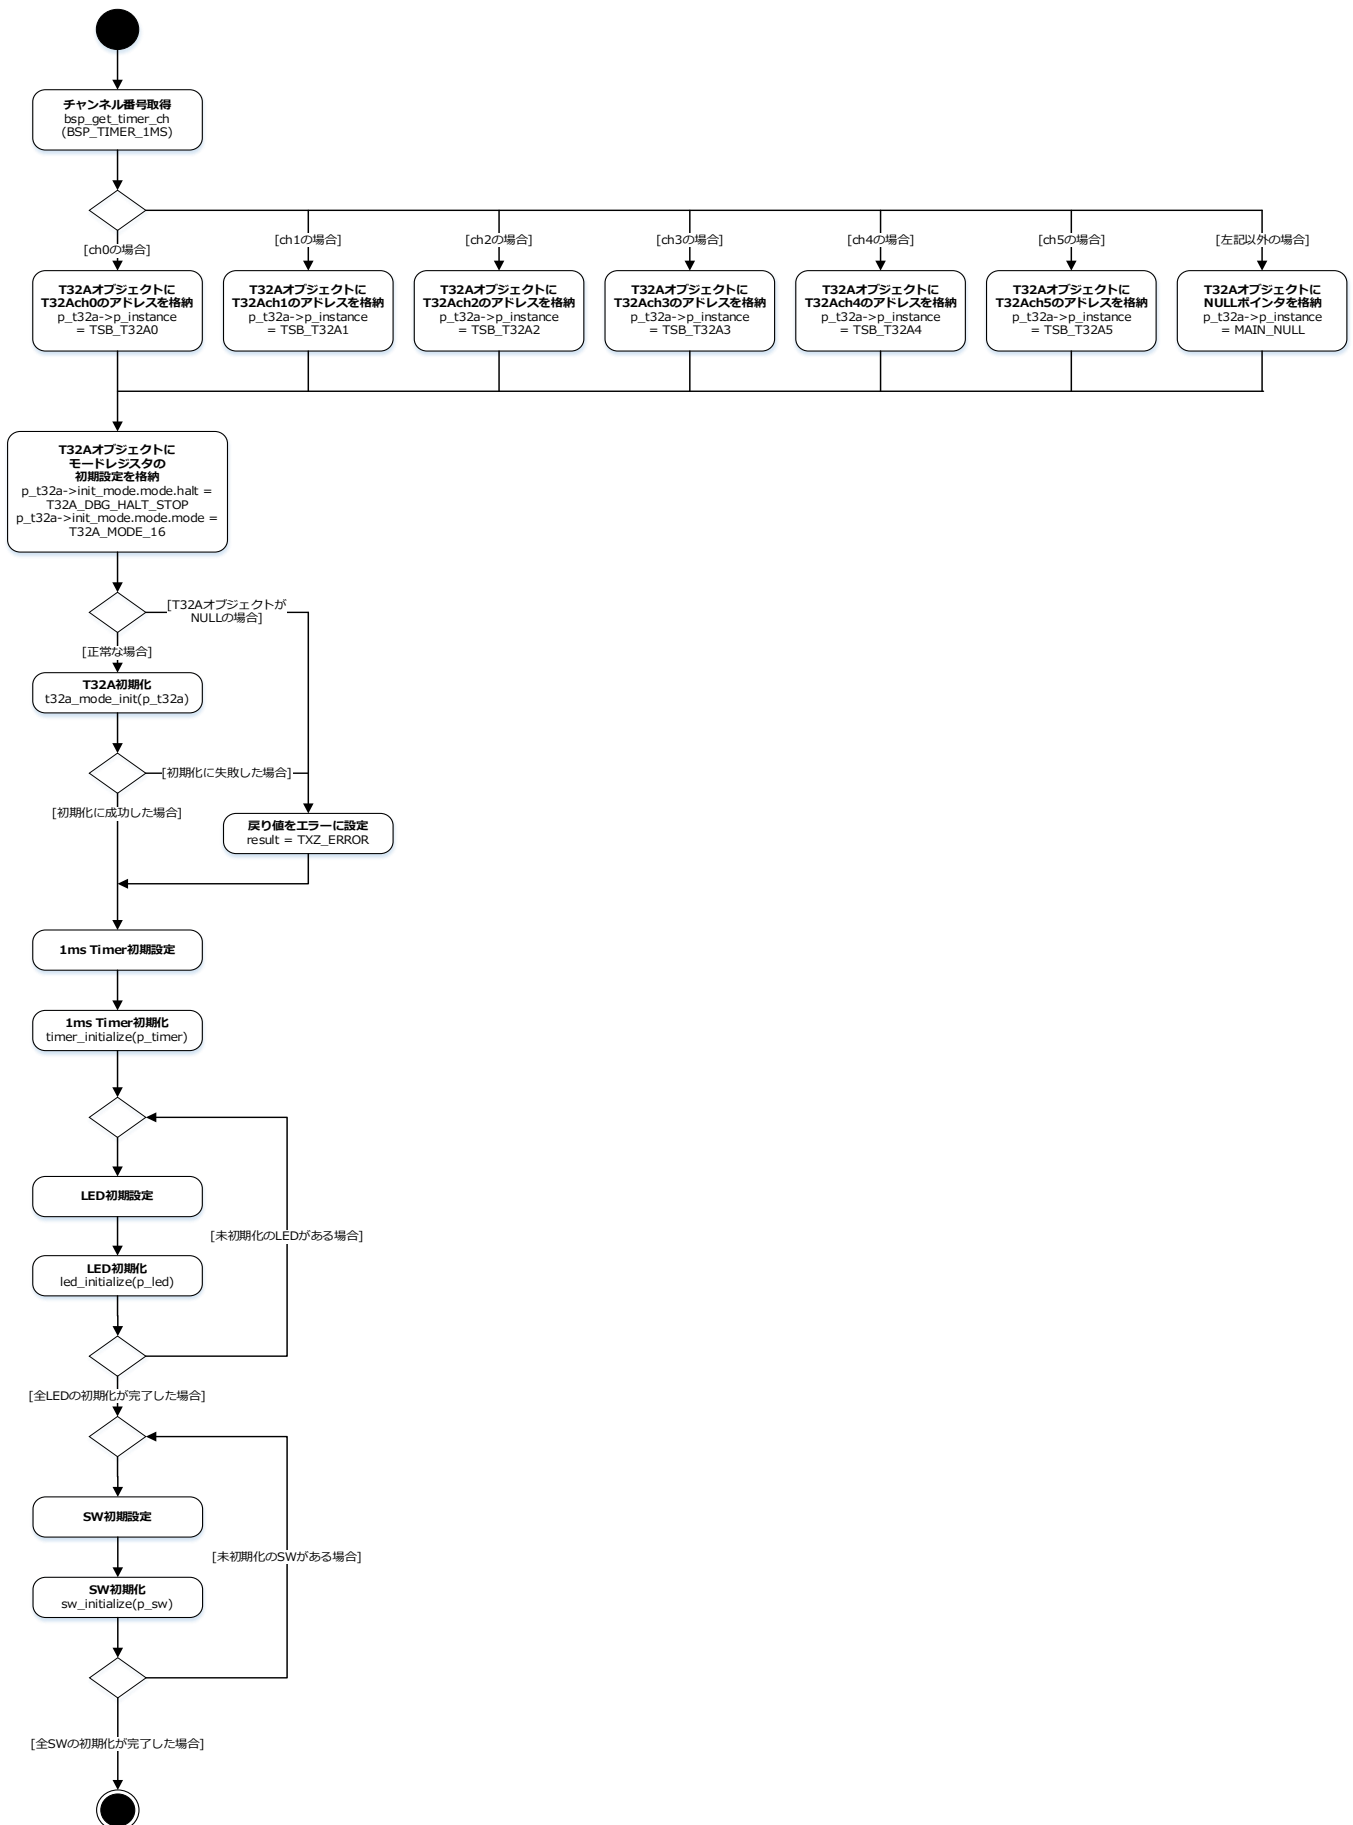 チャンネル番号取得
bsp_get_timer_ch
(BSP_TIMER_1MS)
[ch0の場合]
[ch1の場合]
[ch2の場合]
[ch3の場合]
[ch4の場合]
[ch5の場合]
[左記以外の場合]
T32Aオブジェクトに
T32Ach0のアドレスを格納
p_t32a->p_instance
= TSB_T32A0
T32Aオブジェクトに
T32Ach1のアドレスを格納
p_t32a->p_instance
= TSB_T32A1
T32Aオブジェクトに
T32Ach2のアドレスを格納
p_t32a->p_instance
= TSB_T32A2
T32Aオブジェクトに
T32Ach3のアドレスを格納
p_t32a->p_instance
= TSB_T32A3
T32Aオブジェクトに
T32Ach4のアドレスを格納
p_t32a->p_instance
= TSB_T32A4
T32Aオブジェクトに
T32Ach5のアドレスを格納
p_t32a->p_instance
= TSB_T32A5
T32Aオブジェクトに
NULLポインタを格納
p_t32a->p_instance
= MAIN_NULL
T32Aオブジェクトに
モードレジスタの
初期設定を格納
p_t32a->init_mode.mode.halt =
T32A_DBG_HALT_STOP
p_t32a->init_mode.mode.mode =
T32A_MODE_16
[T32Aオブジェクトが
NULLの場合]
[正常な場合]
T32A初期化
t32a_mode_init(p_t32a)
[初期化に失敗した場合]
[初期化に成功した場合]
戻り値をエラーに設定
result = TXZ_ERROR
1ms Timer初期設定
1ms Timer初期化
timer_initialize(p_timer)
LED初期設定
[未初期化のLEDがある場合]
LED初期化
led_initialize(p_led)
[全LEDの初期化が完了した場合]
SW初期設定
[未初期化のSWがある場合]
SW初期化
sw_initialize(p_sw)
[全SWの初期化が完了した場合]